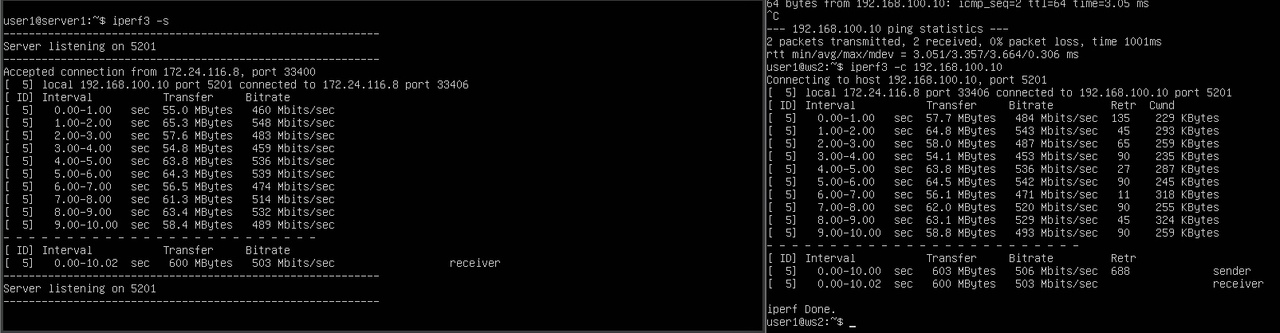 user1@server1:~$ iperf3 -s
-----------------------------------------------------------
Server listening on 5201
-----------------------------------------------------------
Accepted connection from 172.24.116.8, port 33400
[  5] local 192.168.100.10 port 5201 connected to 172.24.116.8 port 33406
[ ID] Interval           Transfer     Bitrate
[  5]   0.00-1.00   sec  55.0 MBytes   460 Mbits/sec
[  5]   1.00-2.00   sec  65.3 MBytes   548 Mbits/sec
[  5]   2.00-3.00   sec  57.6 MBytes   483 Mbits/sec
[  5]   3.00-4.00   sec  54.8 MBytes   459 Mbits/sec
[  5]   4.00-5.00   sec  63.8 MBytes   536 Mbits/sec
[  5]   5.00-6.00   sec  64.3 MBytes   539 Mbits/sec
[  5]   6.00-7.00   sec  56.5 MBytes   474 Mbits/sec
[  5]   7.00-8.00   sec  61.3 MBytes   514 Mbits/sec
[  5]   8.00-9.00   sec  63.4 MBytes   532 Mbits/sec
[  5]   9.00-10.00  sec  58.4 MBytes   489 Mbits/sec
- - - - - - - - - - - - - - - - - - - - - - - - -
[ ID] Interval           Transfer     Bitrate
[  5]   0.00-10.02  sec   600 MBytes   503 Mbits/sec                  receiver
-----------------------------------------------------------
Server listening on 5201
-----------------------------------------------------------
64 bytes from 192.168.100.10: icmp_seq=2 ttl=64 time=3.05 ms
^C
--- 192.168.100.10 ping statistics ---
2 packets transmitted, 2 received, 0% packet loss, time 1001ms
rtt min/avg/max/mdev = 3.051/3.357/3.664/0.306 ms
user1@ws2:~$ iperf3 -c 192.168.100.10
Connecting to host 192.168.100.10, port 5201
[  5] local 172.24.116.8 port 33406 connected to 192.168.100.10 port 5201
[ ID] Interval           Transfer     Bitrate         Retr  Cwnd
[  5]   0.00-1.00   sec  57.7 MBytes   484 Mbits/sec  135    229 KBytes
[  5]   1.00-2.00   sec  64.8 MBytes   543 Mbits/sec   45    293 KBytes
[  5]   2.00-3.00   sec  58.0 MBytes   487 Mbits/sec   65    259 KBytes
[  5]   3.00-4.00   sec  54.1 MBytes   453 Mbits/sec   90    235 KBytes
[  5]   4.00-5.00   sec  63.8 MBytes   536 Mbits/sec   27    287 KBytes
[  5]   5.00-6.00   sec  64.5 MBytes   542 Mbits/sec   90    245 KBytes
[  5]   6.00-7.00   sec  56.1 MBytes   471 Mbits/sec   11    318 KBytes
[  5]   7.00-8.00   sec  62.0 MBytes   520 Mbits/sec   90    255 KBytes
[  5]   8.00-9.00   sec  63.1 MBytes   529 Mbits/sec   45    324 KBytes
[  5]   9.00-10.00  sec  58.8 MBytes   493 Mbits/sec   90    259 KBytes
- - - - - - - - - - - - - - - - - - - - - - - - -
[ ID] Interval           Transfer     Bitrate         Retr
[  5]   0.00-10.00  sec   603 MBytes   506 Mbits/sec  688             sender
[  5]   0.00-10.02  sec   600 MBytes   503 Mbits/sec                  receiver
iperf Done.
user1@ws2:~$ _